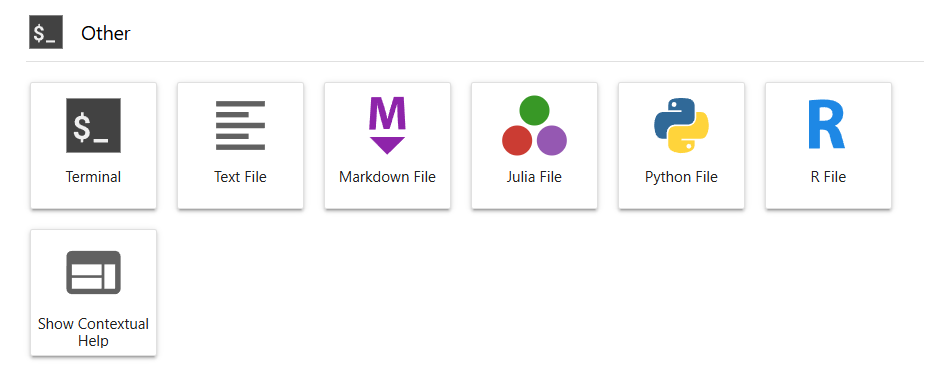 $_ Other
$_
M
R
Terminal
Text File
Markdown File
Julia File
Python File
R File
Show Contextual
Help